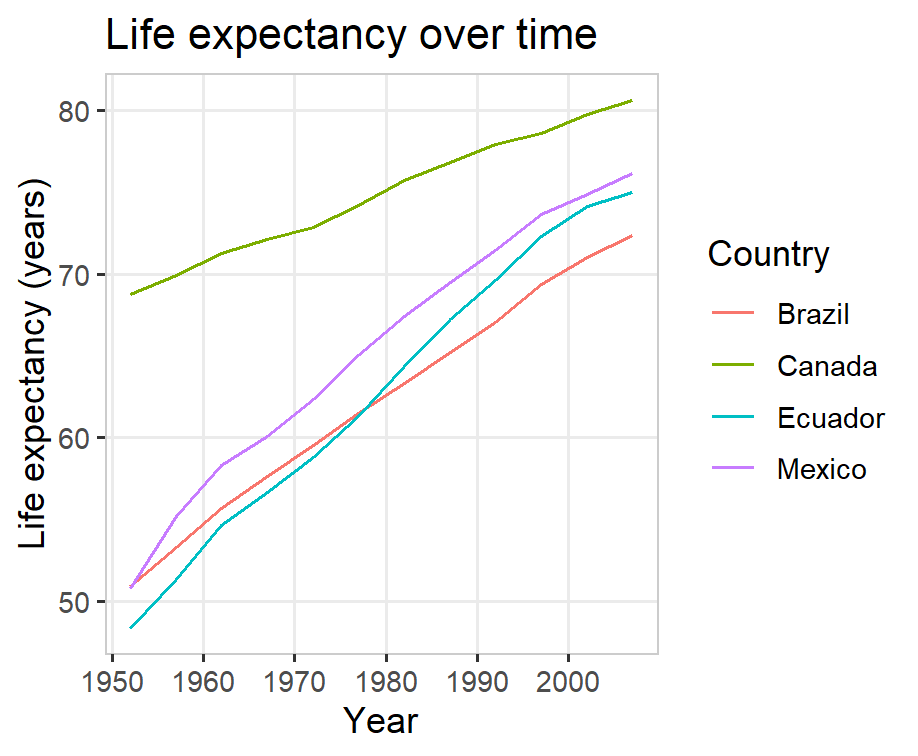 Life expectancy over time
Life expectancy (years)
80
70
60
50
1950 1960 1970 1980 1990 2000
Year
Country
Brazil
Canada
Ecuador
Mexico